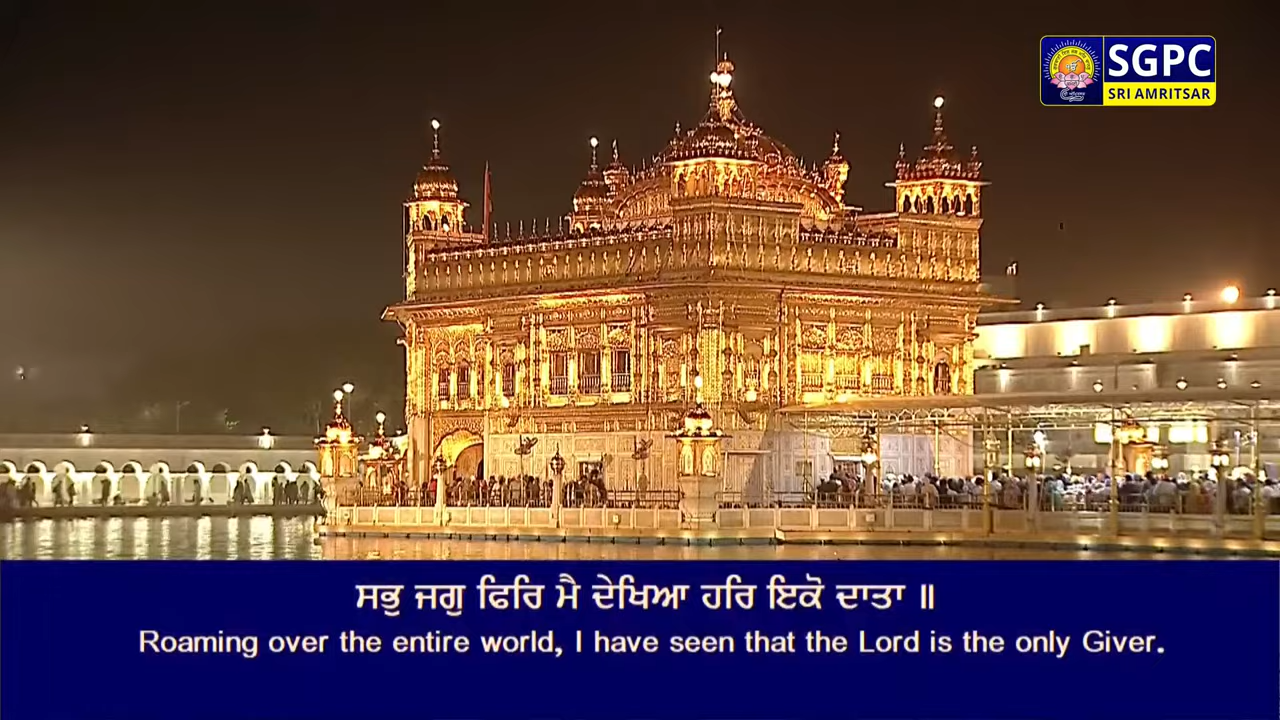 SGPC
SRI AMRITSAR
ਸਭੁ ਜਗੁ ਫਿਰਿ ਮੈ ਦੇਖਿਆ ਹਰਿ ਇਕੋ ਦਾਤਾ ॥
Roaming over the entire world, I have seen that the Lord is the only Giver.